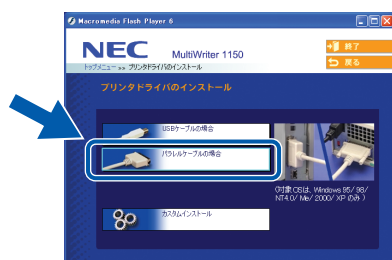 Macromedia Flash Player 6
NEC MultiWriter 1150
終了
戻る
トップメニュー >> プリンタドライバのインストール
プリンタドライバのインストール
USBケーブルの場合
パラレルケーブルの場合
(対象OSは、Windows 95/ 98/
NT4.0/ Me/ 2000/ XP のみ )
カスタムインストール